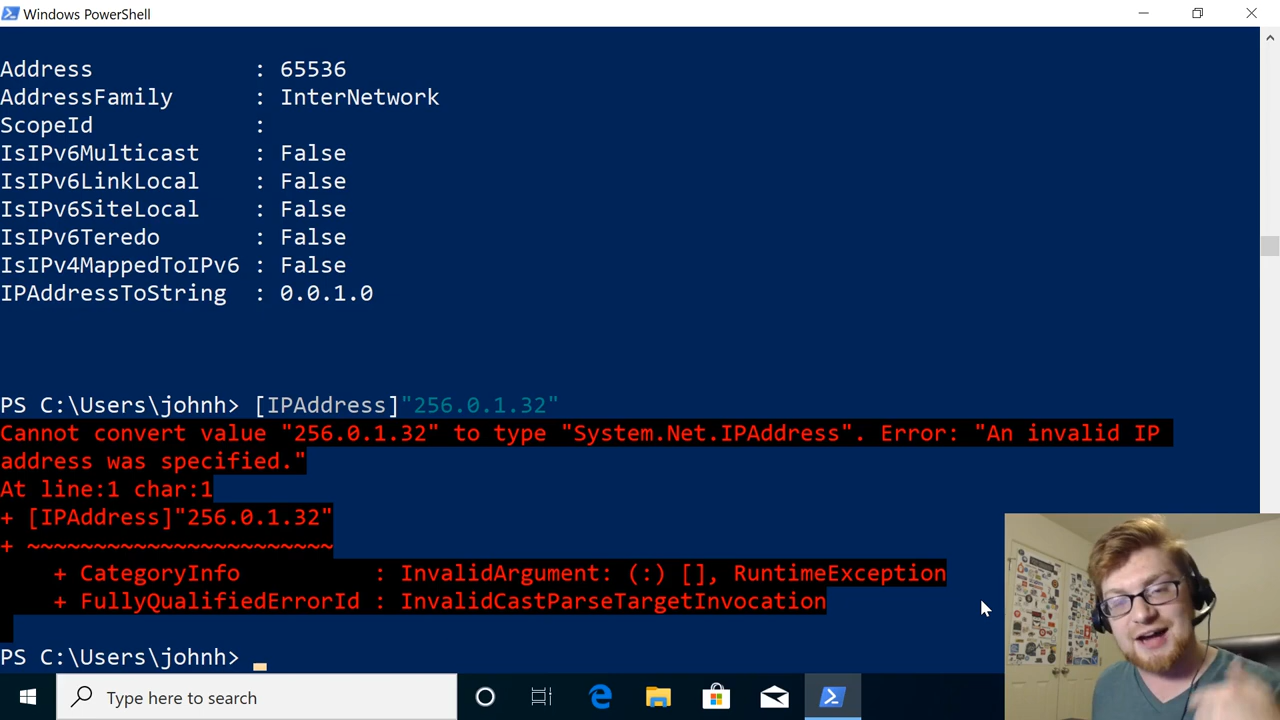 Windows PowerShell
Address : 65536
AddressFamily : InterNetwork
ScopeId :
IsIPv6Multicast : False
IsIPv6LinkLocal : False
IsIPv6SiteLocal : False
IsIPv6Teredo : False
IsIPv4MappedToIPv6 : False
IPAddressToString : 0.0.1.0
PS C:\Users\johnh> [IPAddress]"256.0.1.32"
Cannot convert value "256.0.1.32" to type "System.Net.IPAddress". Error: "An invalid IP
address was specified."
At line:1 char:1
+ [IPAddress]"256.0.1.32"
+ ~~~~~~~~~~~~~~~~~~~~~~~
+ CategoryInfo : InvalidArgument: (:) [], RuntimeException
+ FullyQualifiedErrorId : InvalidCastParseTargetInvocation
PS C:\Users\johnh>
Type here to search